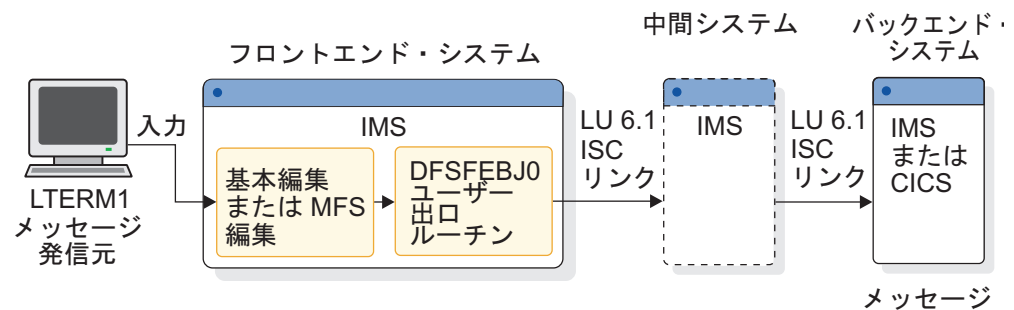 中間システム
バックエンド・
システム
フロントエンド・システム
入力
IMS
LU 6.1
ISC
リンク
IMS
LU 6.1
ISC
リンク
IMS
または
CICS
基本編集
または MFS
編集
DFSFEBJ0
ユーザー
出口
ルーチン
LTERM1
メッセージ
発信元
メッセージ